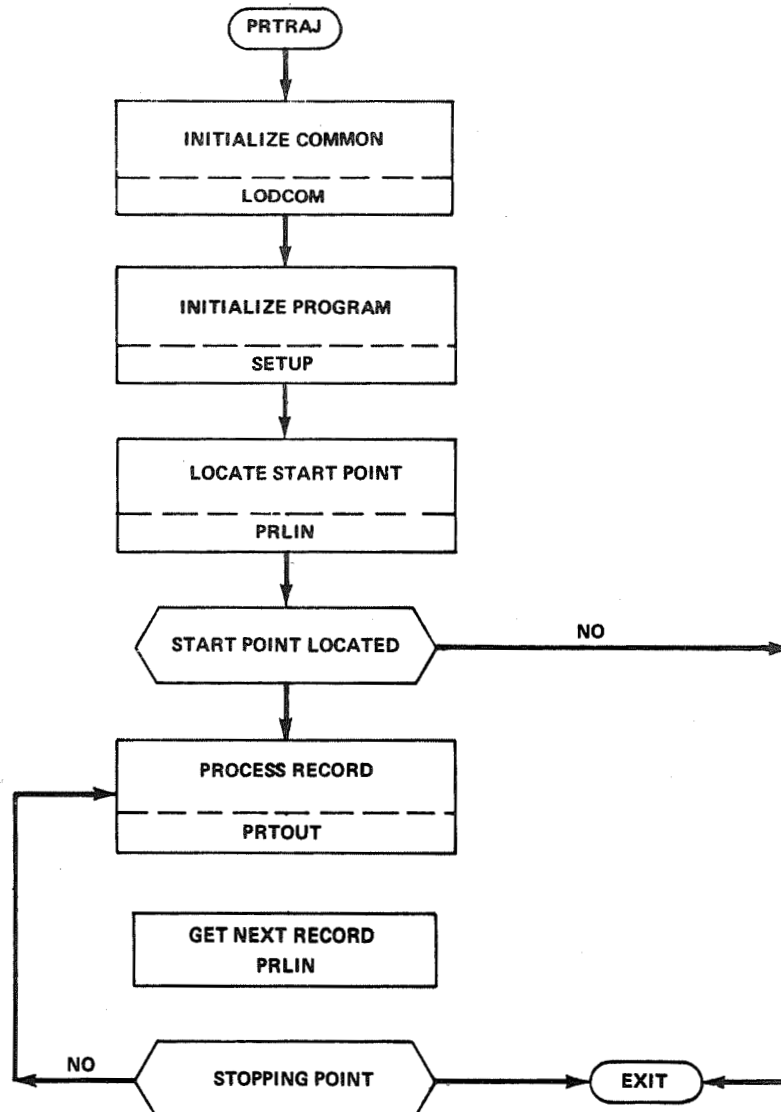 PRTRAJ
INITIALIZE COMMON
LODCOM
INITIALIZE PROGRAM
SETUP
LOCATE START POINT
PRLIN
START POINT LOCATED
NO
PROCESS RECORD
PRTOUT
GET NEXT RECORD
PRLIN
NO
STOPPING POINT
EXIT